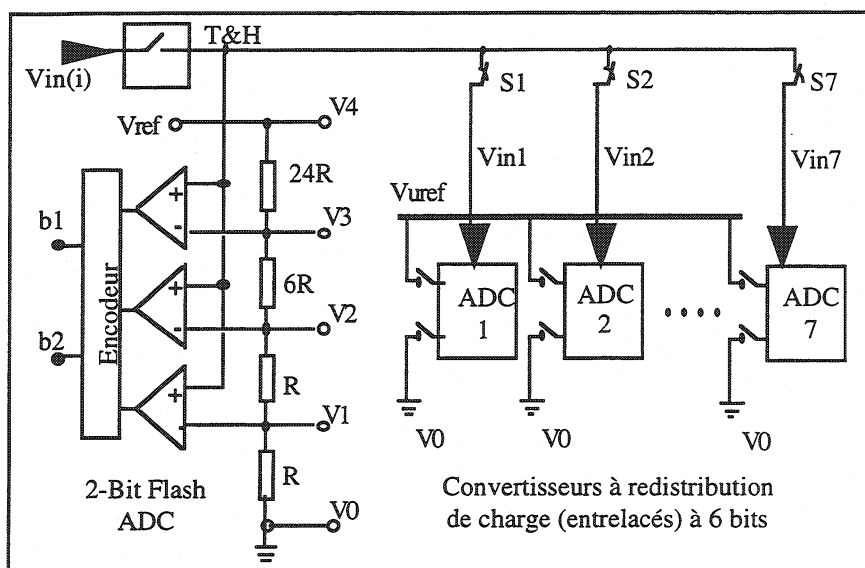 T&H
Vin(i)
S1
S2
S7
Vref
V4
24R
Vin1
Vin2
Vin7
Vuref
b1
V3
6R
ADC
1
ADC
2
ADC
7
V2
Encodeur
b2
R
V1
V0
V0
V0
R
2-Bit Flash
ADC
V0
Convertisseurs à redistribution
de charge (entrelacés) à 6 bits